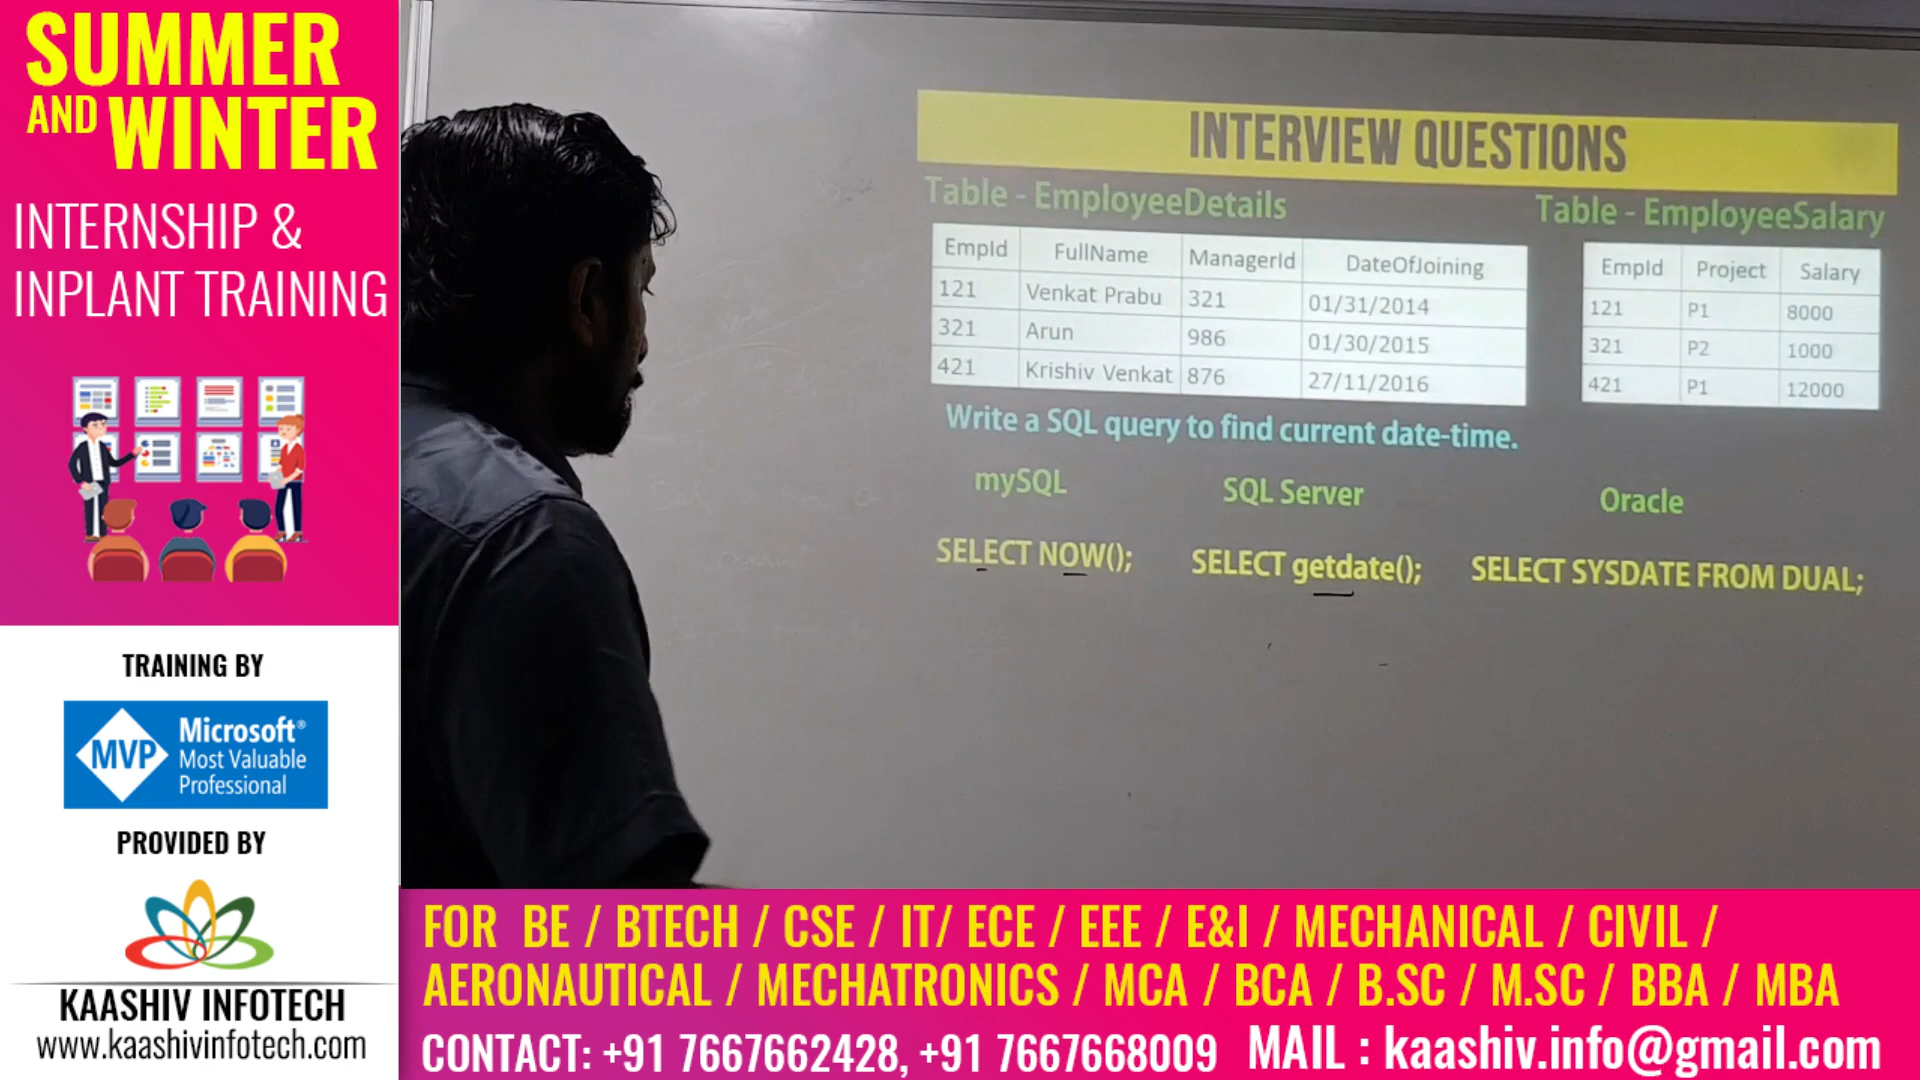 SUMMER
AND WINTER
INTERNSHIP &
INPLANT TRAINING
TRAINING BY
MVP
Microsoft®
Most Valuable
Professional
PROVIDED BY
KAASHIV INFOTECH
www.kaashivinfotech.com
INTERVIEW QUESTIONS
Table - EmployeeDetails
EmpId FullName ManagerId DateOfJoining
121 Venkat Prabu 321 01/31/2014
321 Arun 986 01/30/2015
421 Krishiv Venkat 876 27/11/2016
Table - EmployeeSalary
EmpId Project Salary
121 P1 8000
321 P2 1000
421 P1 12000
Write a SQL query to find current date-time.
mySQL SQL Server Oracle
SELECT NOW(); SELECT getdate(); SELECT SYSDATE FROM DUAL;
FOR BE / BTECH / CSE / IT/ ECE / EEE / E&I / MECHANICAL / CIVIL /
AERONAUTICAL / MECHATRONICS / MCA / BCA / B.SC / M.SC / BBA / MBA
CONTACT: +91 7667662428, +91 7667668009 MAIL : kaashiv.info@gmail.com